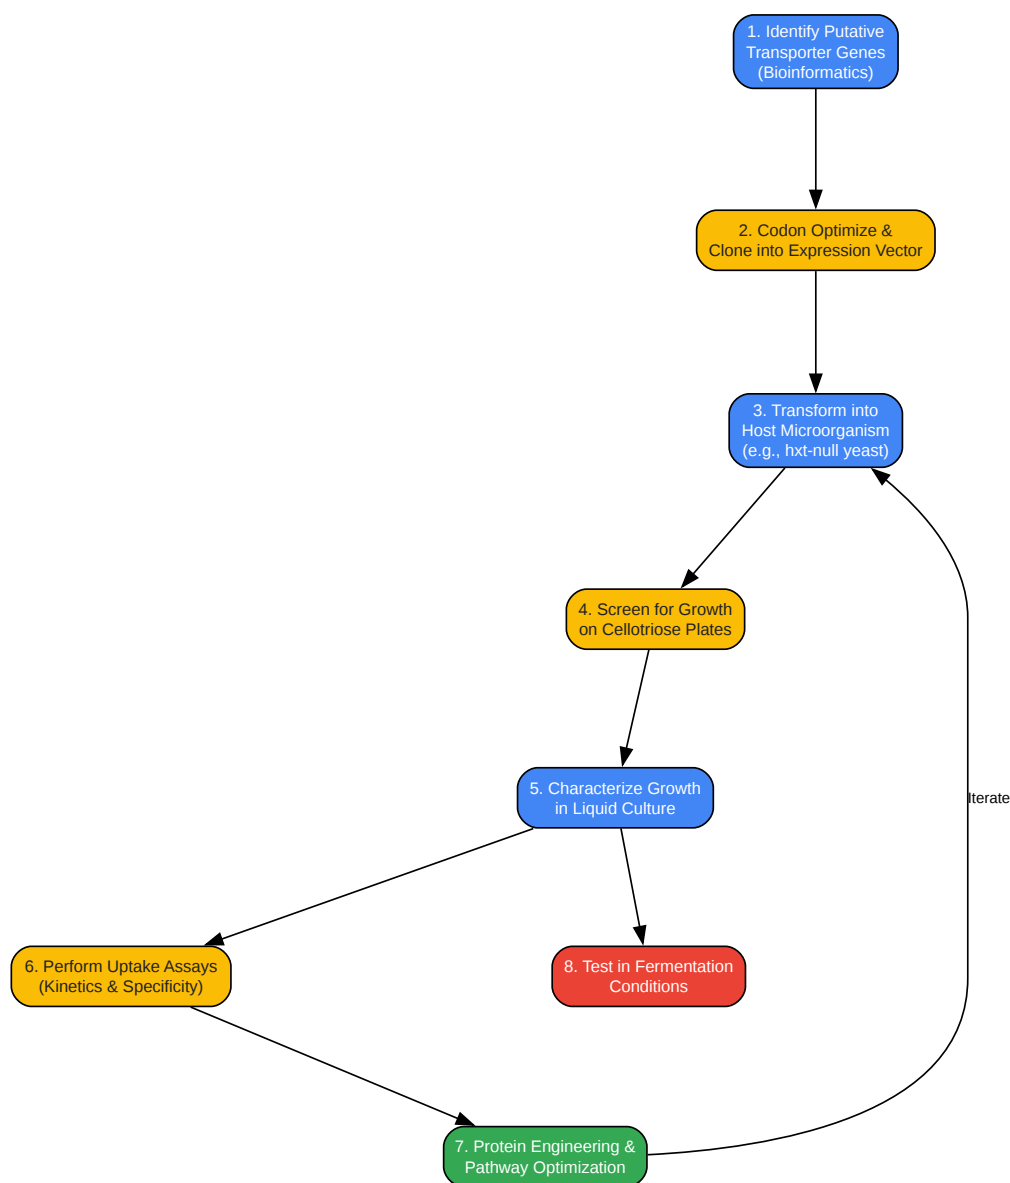 1. Identify Putative
Transporter Genes
(Bioinformatics)
2. Codon Optimize &
Clone into Expression Vector
3. Transform into
Host Microorganism
(e.g., hxt-null yeast)
4. Screen for Growth
on Cellotriose Plates
5. Characterize Growth
in Liquid Culture
Iterate
6. Perform Uptake Assays
(Kinetics & Specificity)
8. Test in Fermentation
Conditions
7. Protein Engineering &
Pathway Optimization